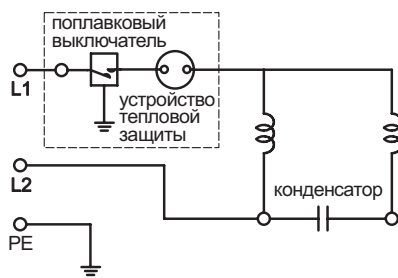 поплавковый
выключатель
L1
устройство
тепловой
защиты
L2
конденсатор
PE